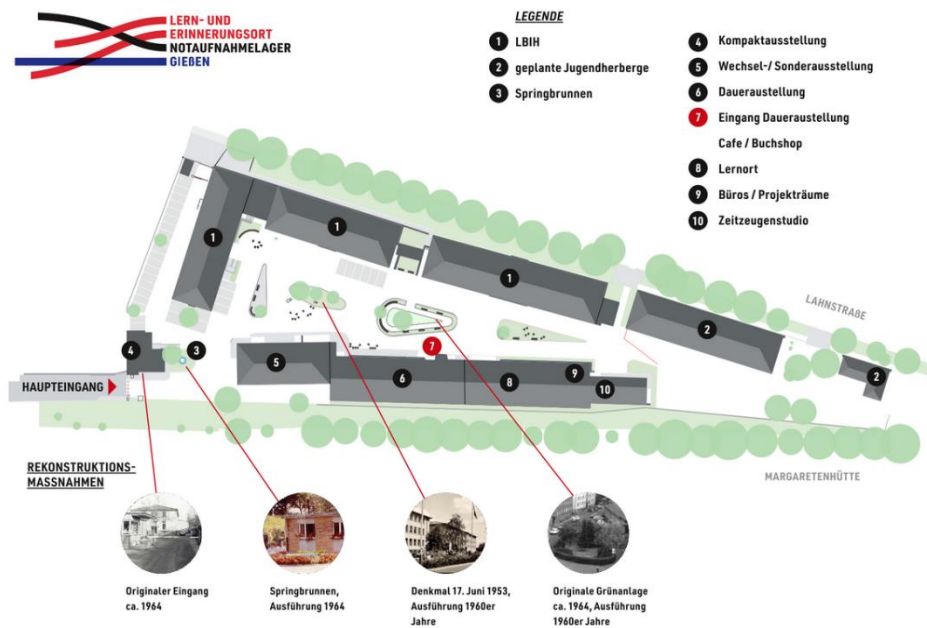 LERN- UND
ERINNERUNGSORT
NOTAUFNAHMELAGER
GIEßEN
LEGENDE
1 LBIH
2 geplante Jugendherberge
3 Springbrunnen
4 Kompaktausstellung
5 Wechsel-/ Sonderausstellung
6 Daueraustellung
7 Eingang Daueraustellung
Cafe / Buchshop
8 Lernort
9 Büros / Projekträume
10 Zeitzeugenstudio
1
1
1
2
LAHNSTRAßE
2
4
3
7
5
6
8
9
10
HAUPTEINGANG
MARGARETENHÜTTE
REKONSTRUKTIONS-
MASSNAHMEN
Originaler Eingang
ca. 1964
Springbrunnen,
Ausführung 1964
Denkmal 17. Juni 1953,
Ausführung 1960er
Jahre
Originale Grünanlage
ca. 1964, Ausführung
1960er Jahre